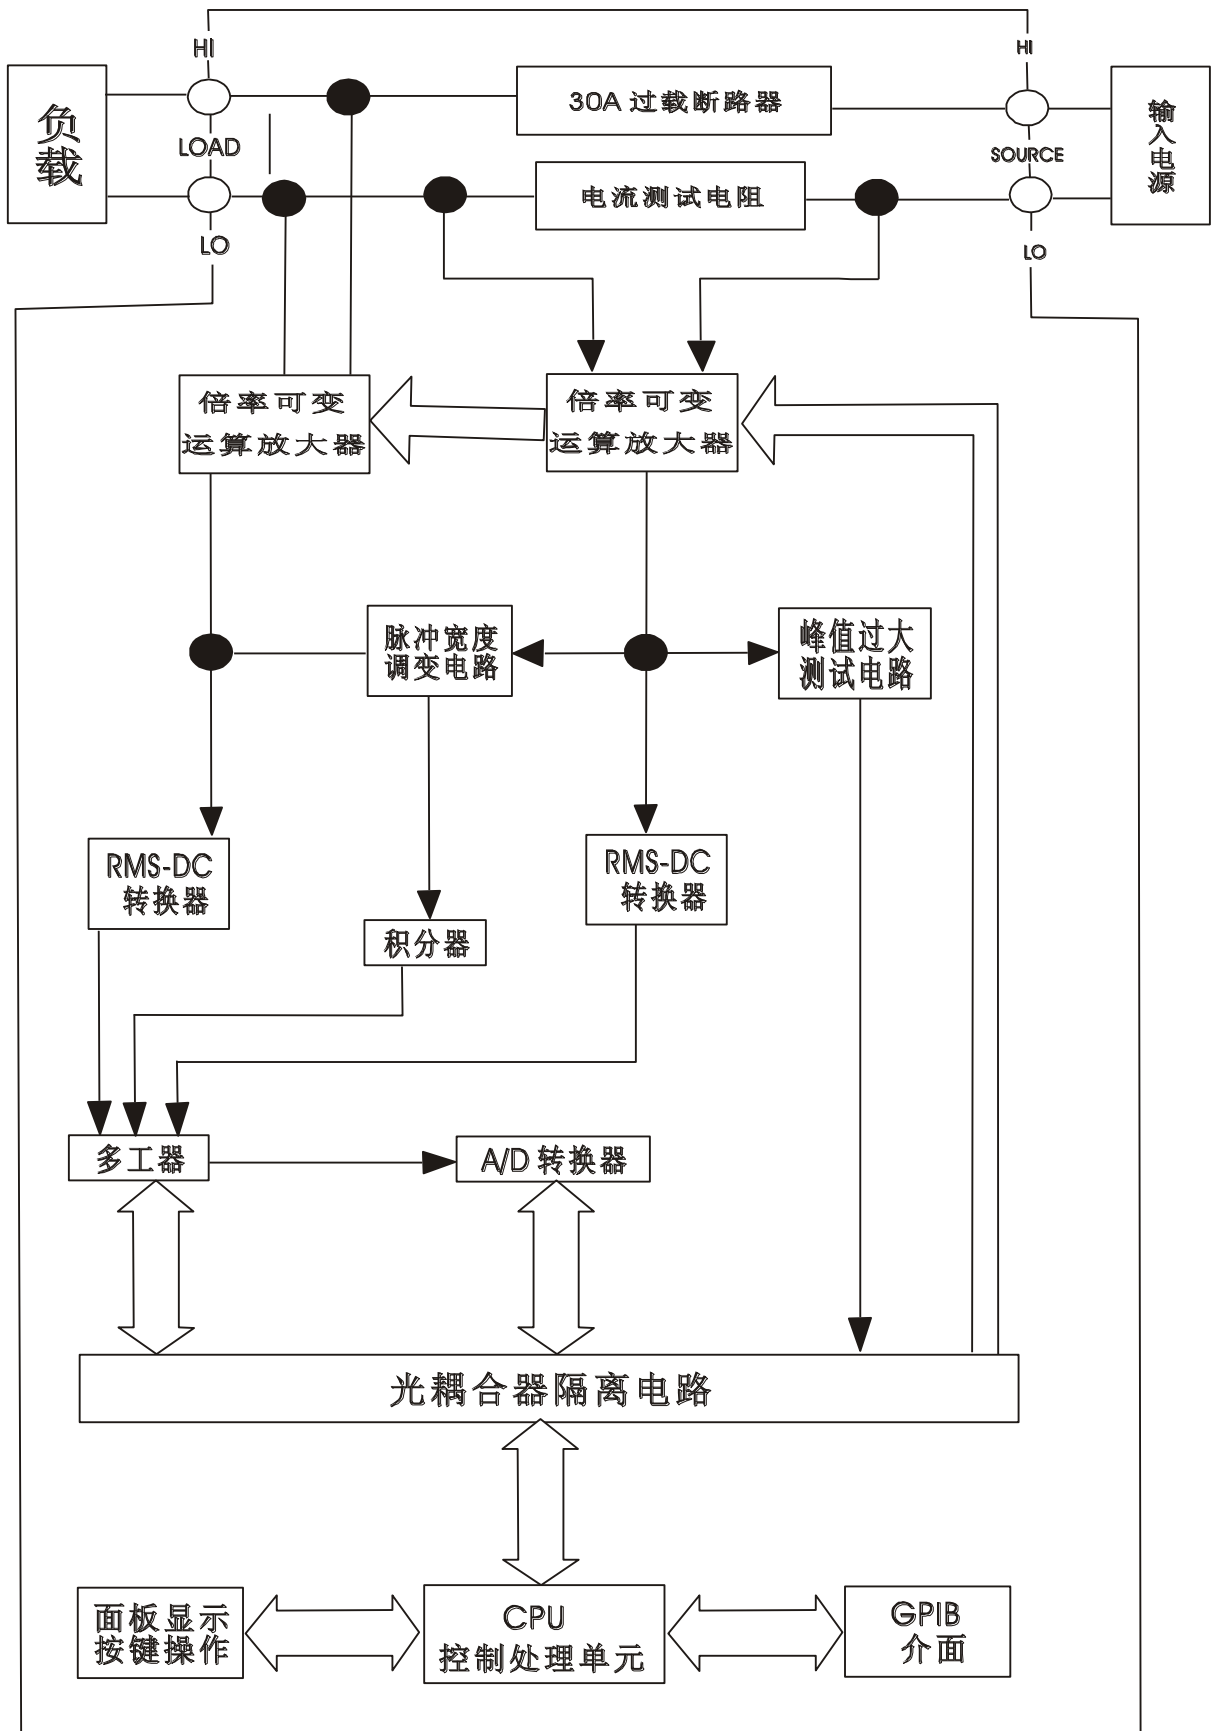 HI
HI
负载
30A 过载断路器
输入电源
LOAD
SOURCE
电流测试电阻
LO
LO
倍率可变
运算放大器
倍率可变
运算放大器
脉冲宽度
调变电路
峰值过大
测试电路
RMS-DC
转换器
RMS-DC
转换器
积分器
多工器
A/D 转换器
光耦合器隔离电路
面板显示
按键操作
CPU
控制处理单元
GPIB
介面